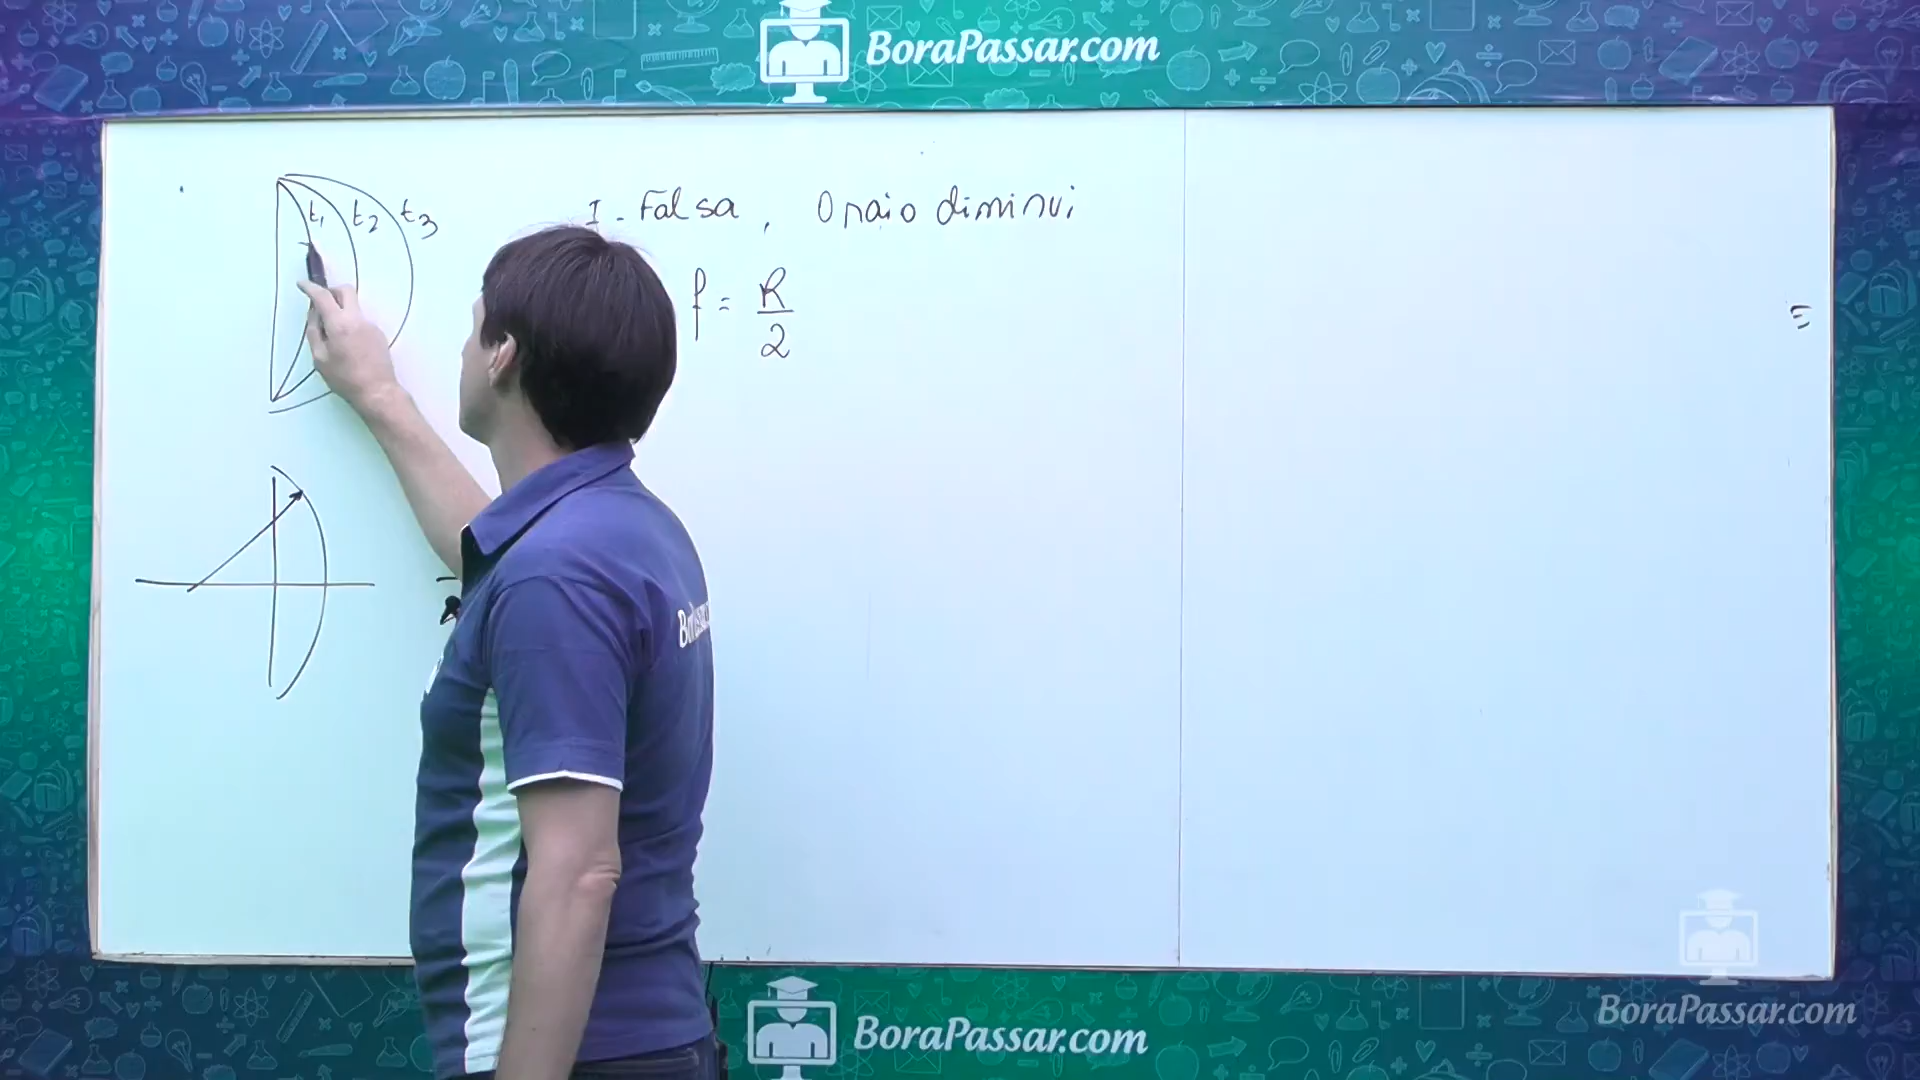 BoraPassar.com
t1 t2 t3
I - Falsa, O raio diminui
f = R/2
BoraPassar.com
BoraPassar.com